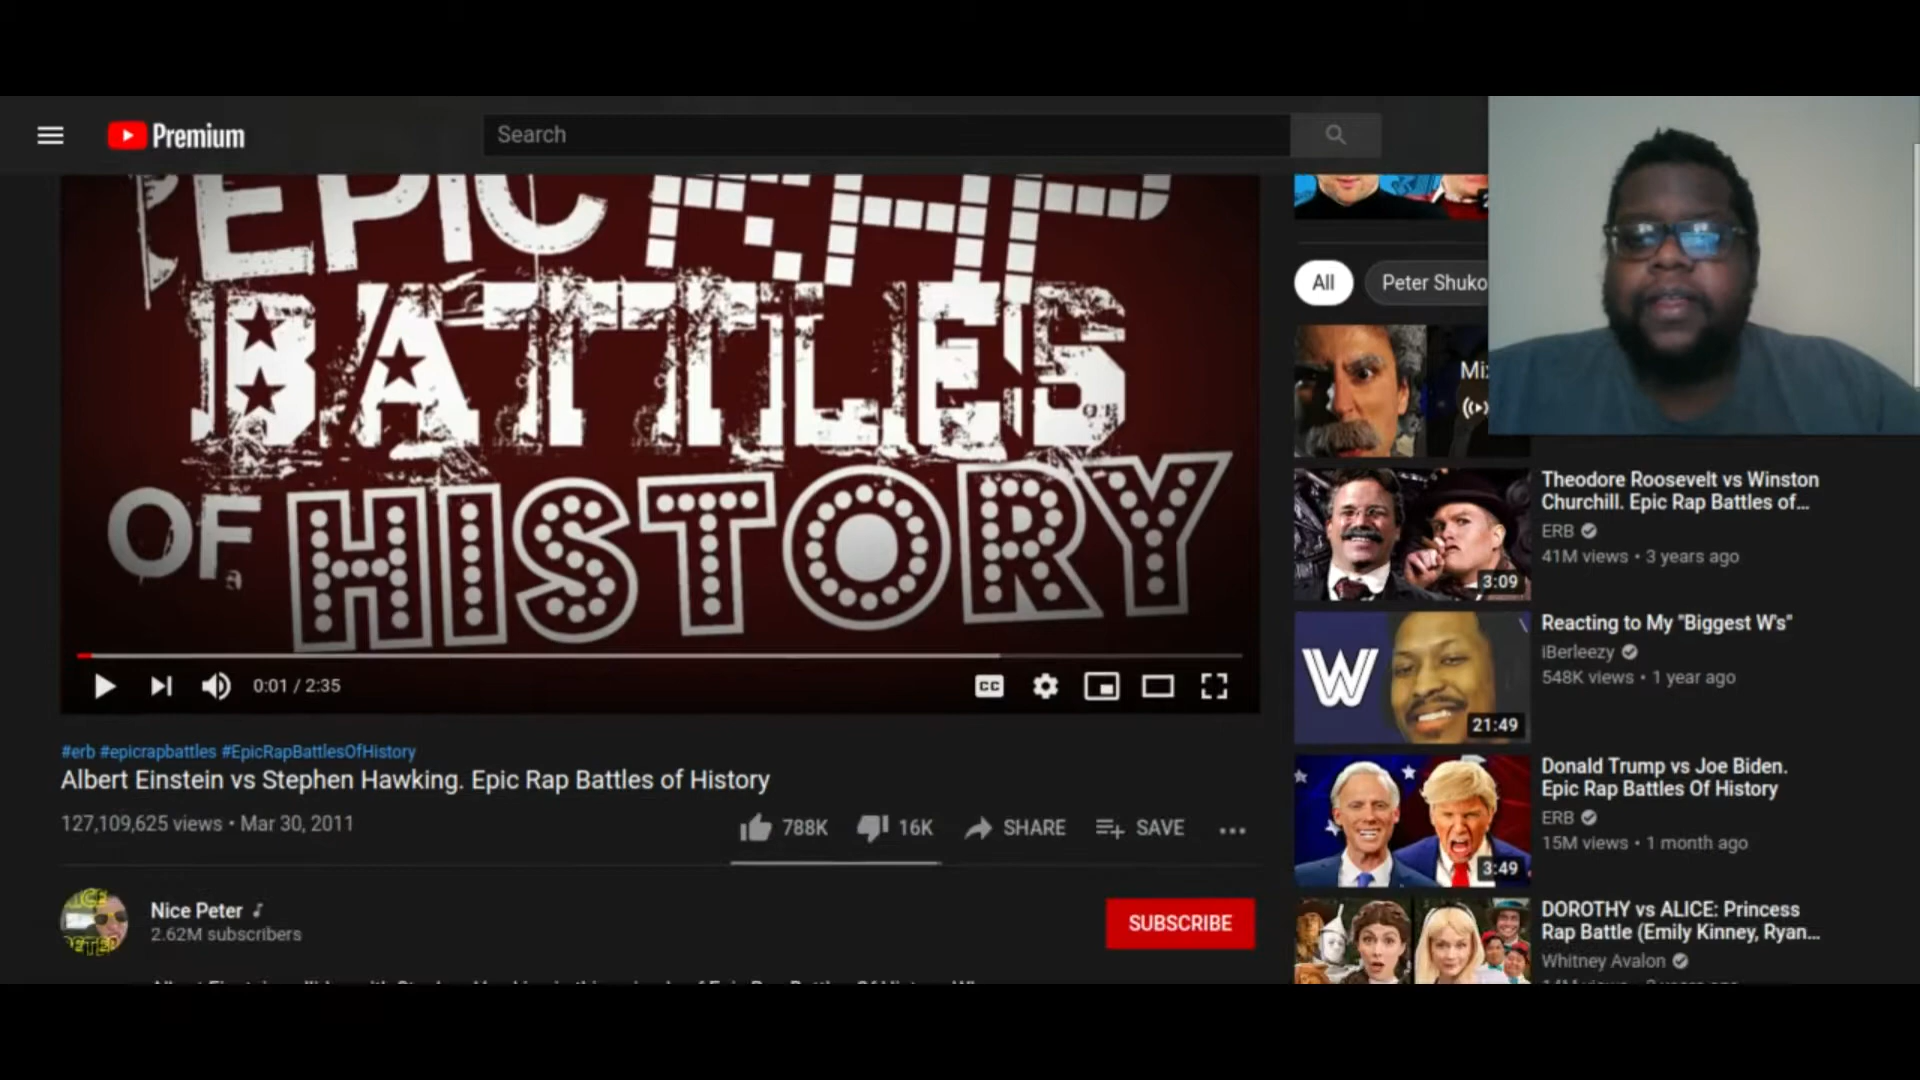 Premium
Search
EPIC RAP
BATTLES
OF HISTORY
0:01 / 2:35
CC
#erb #epicrapbattles #EpicRapBattlesOfHistory
Albert Einstein vs Stephen Hawking. Epic Rap Battles of History
127,109,625 views • Mar 30, 2011
788K
16K
SHARE
SAVE
Nice Peter
2.62M subscribers
SUBSCRIBE
All
Peter Shuko
Theodore Roosevelt vs Winston
Churchill. Epic Rap Battles of...
ERB
41M views • 3 years ago
3:09
W
Reacting to My "Biggest W's"
iBerleezy
548K views • 1 year ago
21:49
Donald Trump vs Joe Biden.
Epic Rap Battles Of History
ERB
15M views • 1 month ago
3:49
DOROTHY vs ALICE: Princess
Rap Battle (Emily Kinney, Ryan...
Whitney Avalon